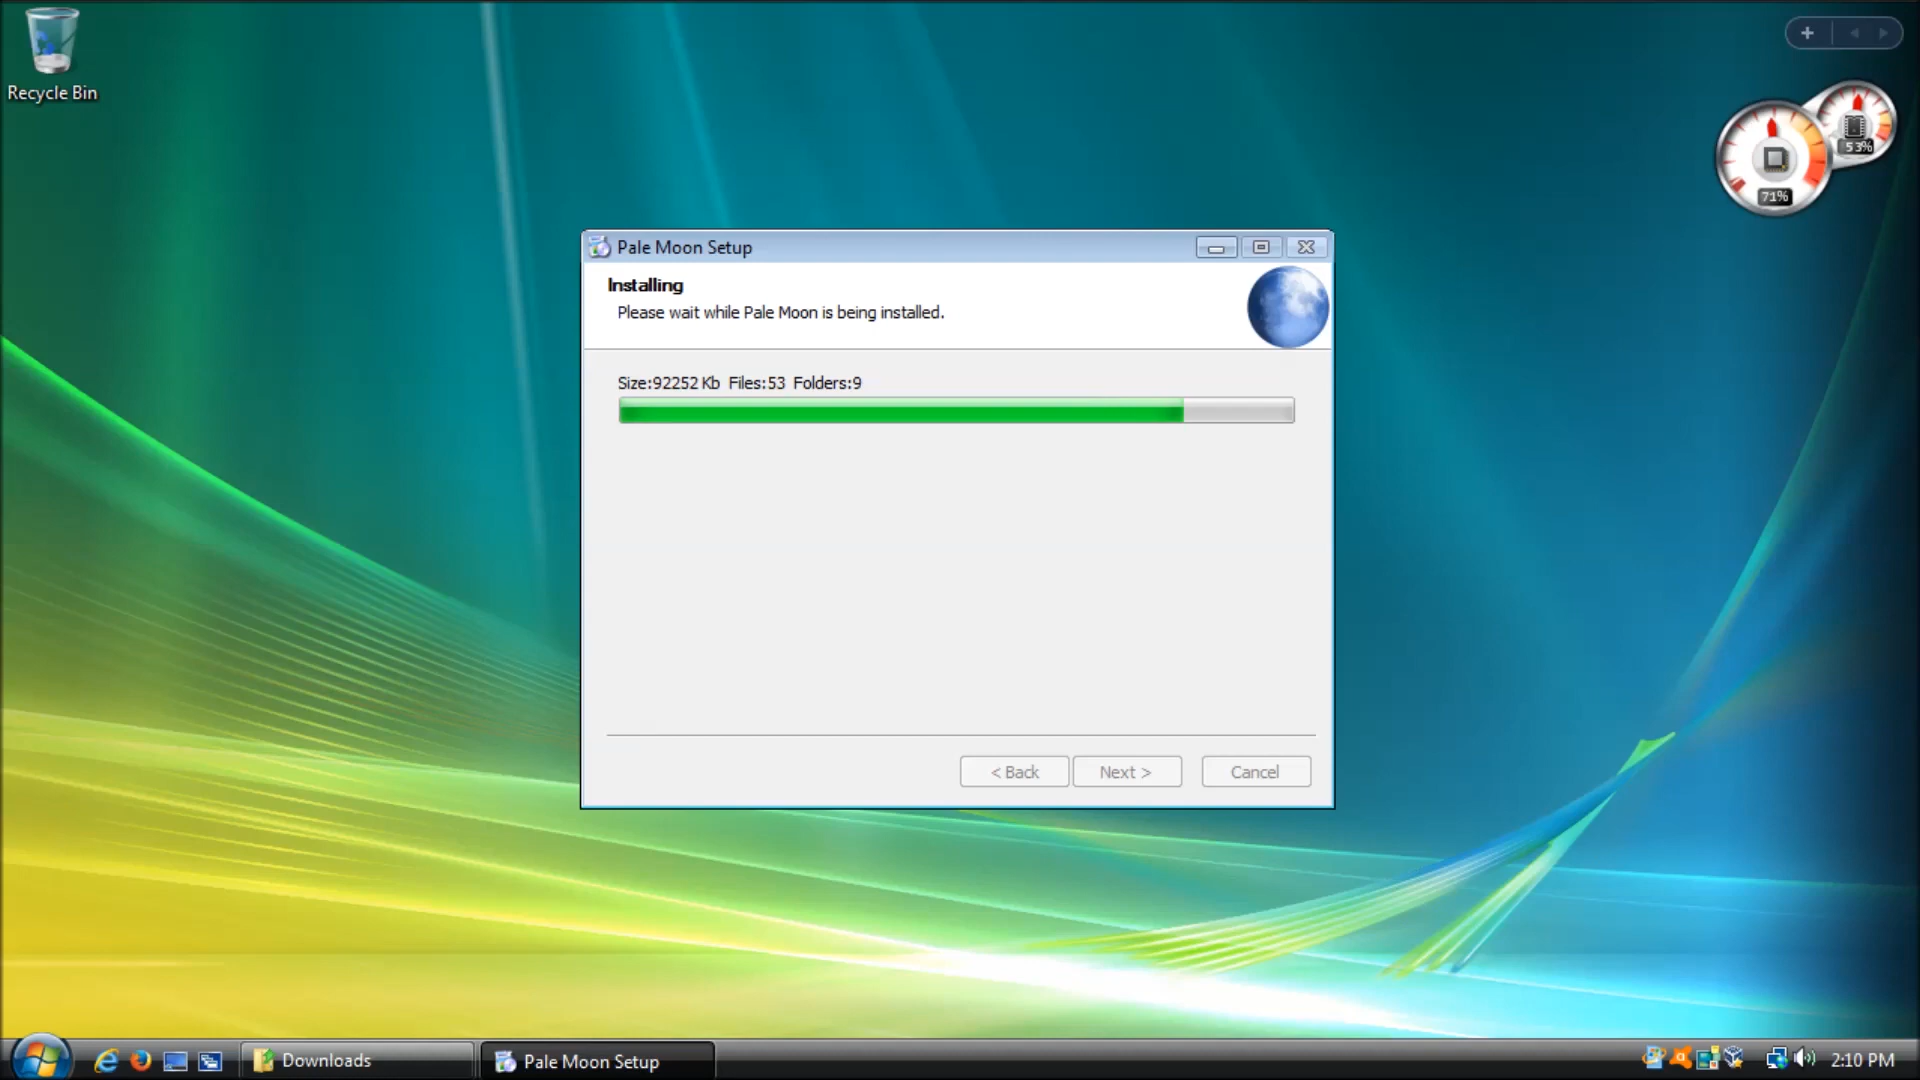 Recycle Bin
53%
71%
Pale Moon Setup
Installing
Please wait while Pale Moon is being installed.
Size:92252 Kb Files:53 Folders:9
< Back Next > Cancel
Downloads
Pale Moon Setup
2:10 PM